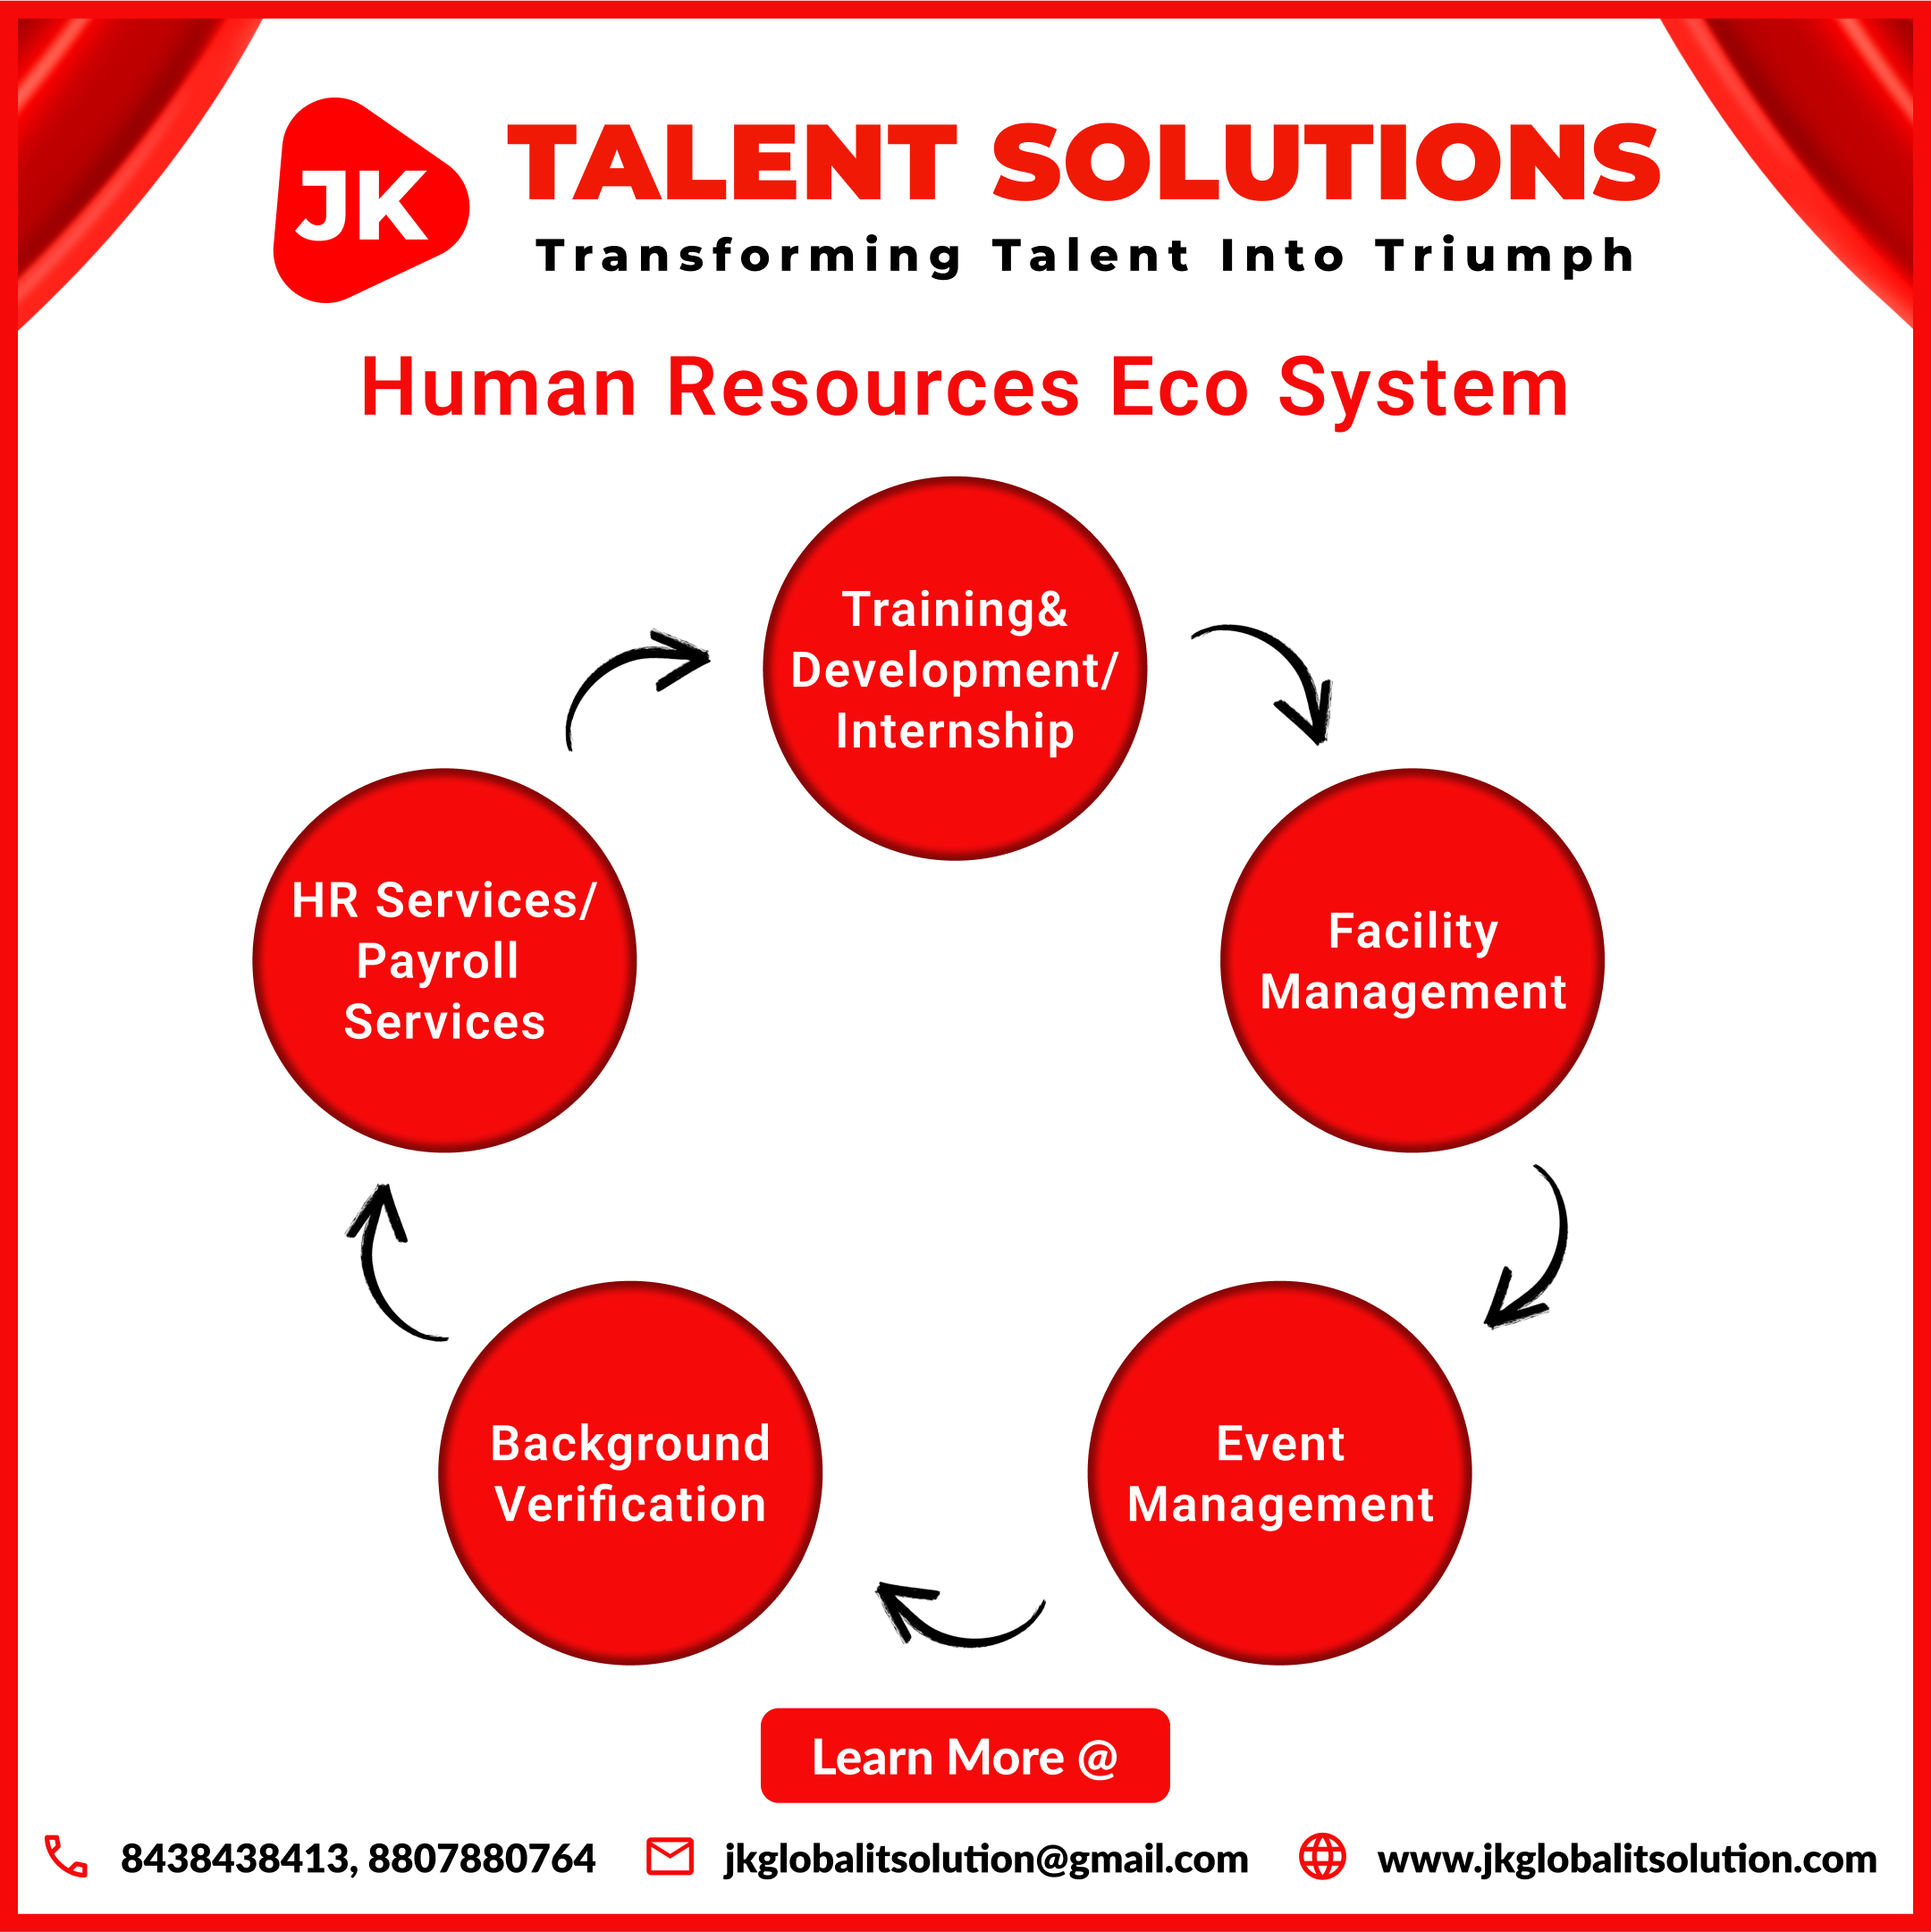 JK
TALENT SOLUTIONS
Transforming Talent Into Triumph
Human Resources Eco System
Training&
Development/
Internship
Facility
Management
Event
Management
Background
Verification
HR Services/
Payroll
Services
Learn More @
8438438413, 8807880764
jkglobalitsolution@gmail.com
www.jkglobalitsolution.com